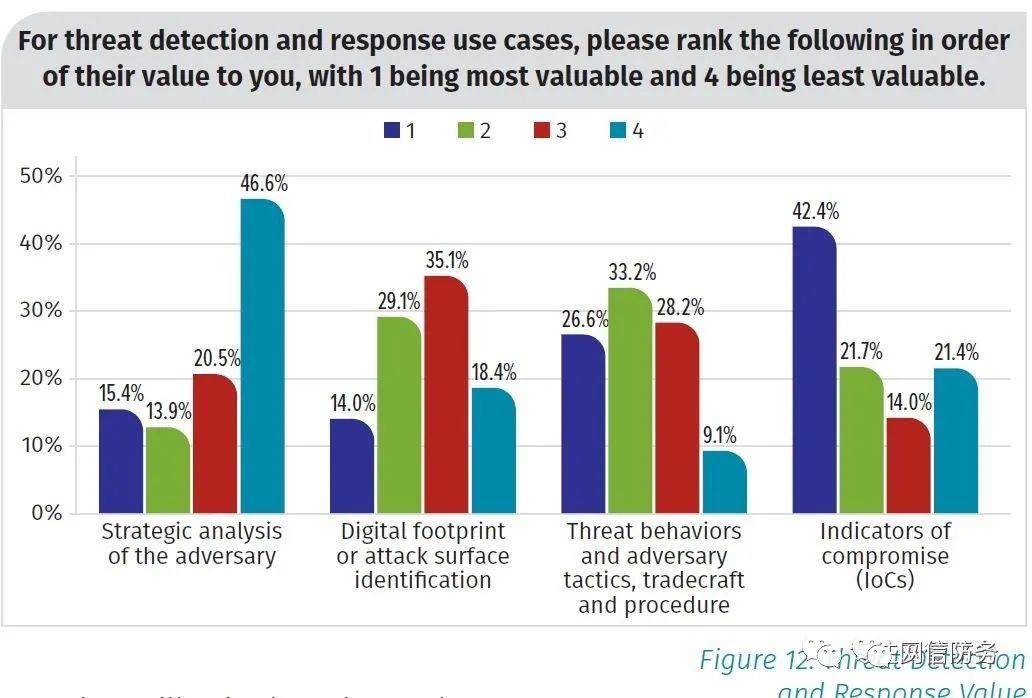 For threat detection and response use cases, please rank the following in order
of their value to you, with 1 being most valuable and 4 being least valuable.
1 2 3 4
50%
40%
30%
20%
10%
0%
15.4% 13.9% 20.5% 46.6%
14.0% 29.1% 35.1% 18.4%
26.6% 33.2% 28.2% 9.1%
42.4% 21.7% 14.0% 21.4%
Strategic analysis
of the adversary
Digital footprint
or attack surface
identification
Threat behaviors
and adversary
tactics, tradecraft
and procedure
Indicators of
compromise
(IoCs)
Figure 12. Threat Detection
and Response Value
网信防务